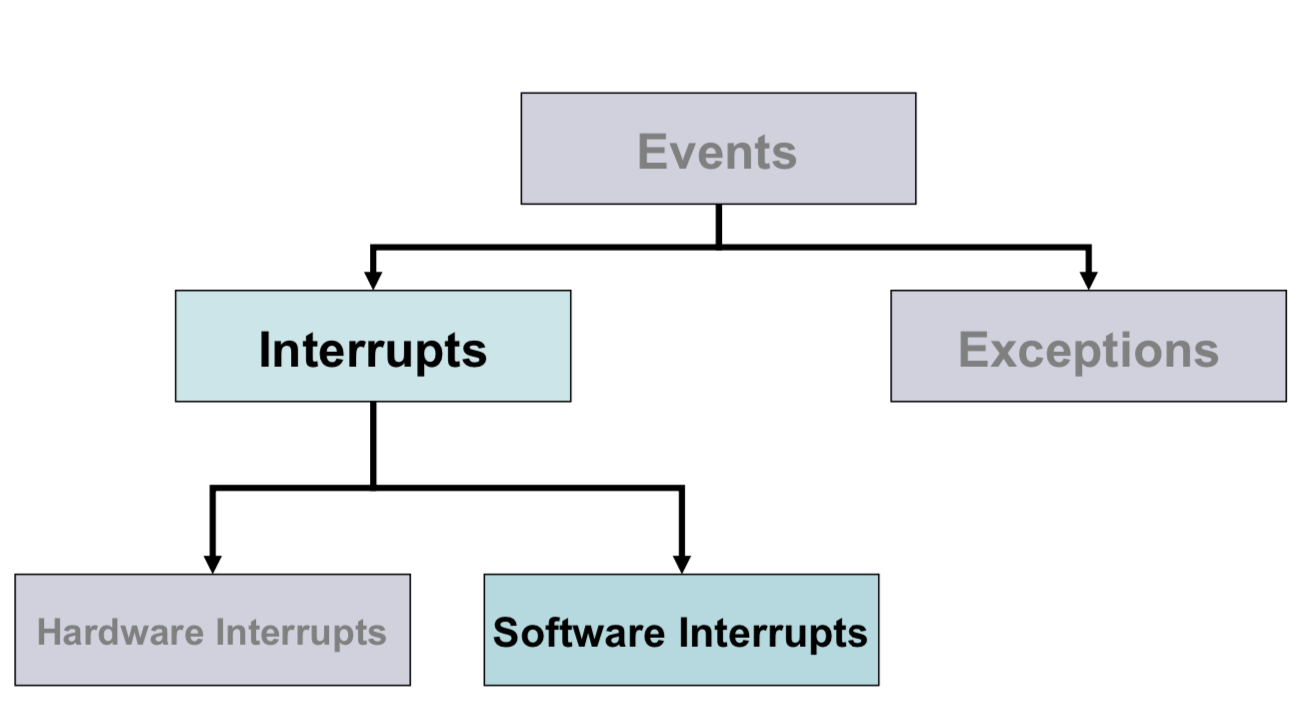 Events
Interrupts
Exceptions
Hardware Interrupts
Software Interrupts